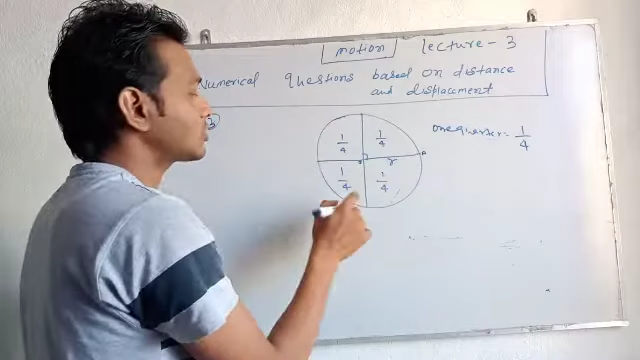 motion lecture - 3
Numerical Questions based on distance
and displacement
3
1/4 1/4
r
1/4 1/4
one quarter = 1/4